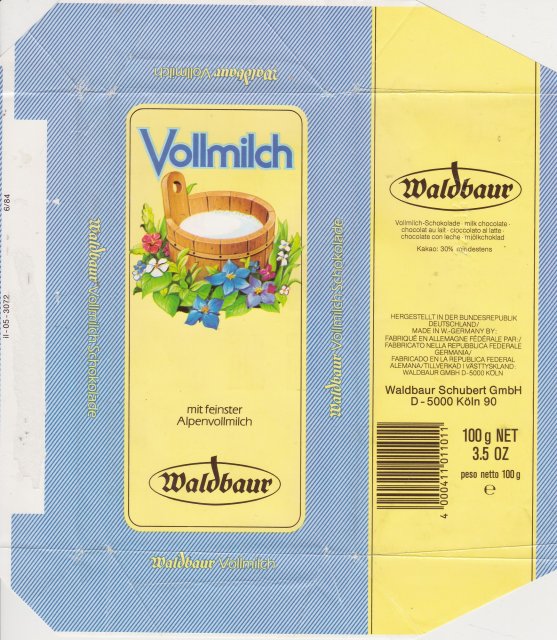 Waldbaur Vollmilch
Vollmilch
mit feinster
Alpenvollmilch
Waldbaur
Waldbaur Vollmilch
Waldbaur Vollmilch-Schokolade
Waldbaur Vollmilch-Schokolade
6/84
II - 05 - 3072
Waldbaur
Vollmilch-Schokolade · milk chocolate ·
chocolat au lait · cioccolato al latte ·
chocolate con leche · mjölkchoklad
Kakao: 30% mindestens
HERGESTELLT IN DER BUNDESREPUBLIK
DEUTSCHLAND/
MADE IN W.-GERMANY BY:
FABRIQUÉ EN ALLEMAGNE FÉDÉRALE PAR:/
FABBRICATO NELLA REPUBBLICA FEDERALE
GERMANIA/
FABRICADO EN LA REPUBLICA FEDERAL
ALEMANA/TILLVERKAD I VÄSTTYSKLAND:
WALDBAUR GMBH D-5000 KÖLN
Waldbaur Schubert GmbH
D - 5000 Köln 90
4 000411 011011
100 g NET
3.5 OZ
peso netto 100 g
℮